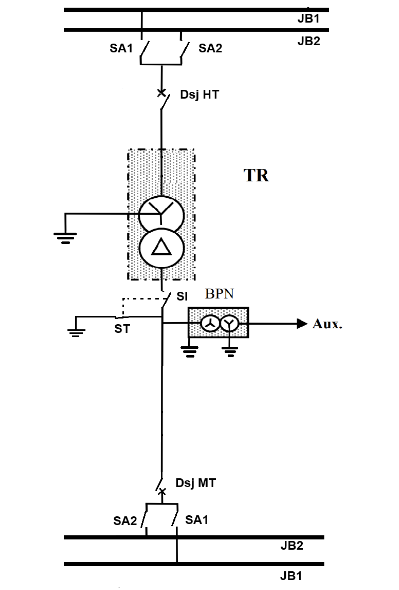 JB1
JB2
SA1
SA2
Dsj HT
TR
SI
BPN
ST
Aux.
Dsj MT
SA2
SA1
JB2
JB1